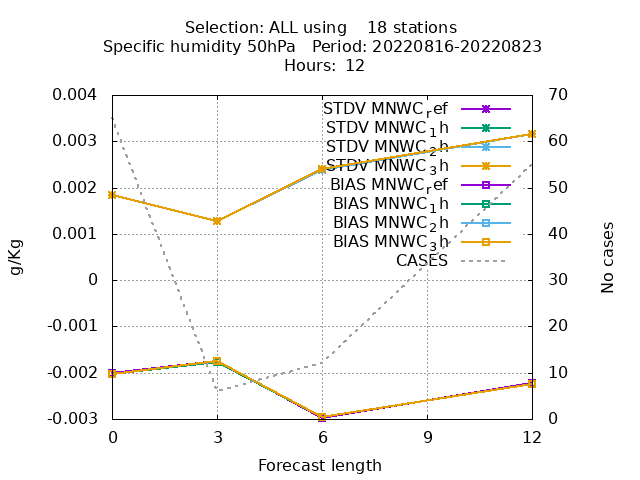 Selection: ALL using    18 stations
Specific humidity 50hPa   Period: 20220816-20220823
Hours: 12
0.004
0.003
0.002
0.001
0
-0.001
-0.002
-0.003
g/Kg
STDV MNWC_ref
STDV MNWC_1h
STDV MNWC_2h
STDV MNWC_3h
BIAS MNWC_ref
BIAS MNWC_1h
BIAS MNWC_2h
BIAS MNWC_3h
CASES
70
60
50
40
30
20
10
0
No cases
0 3 6 9 12
Forecast length